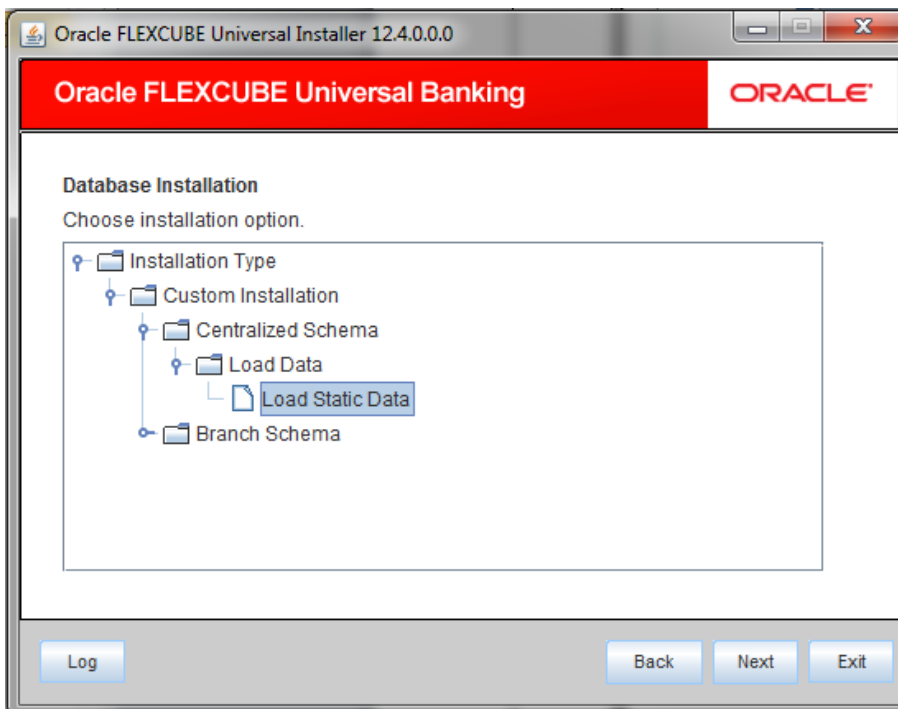 Oracle FLEXCUBE Universal Installer 12.4.0.0.0
Oracle FLEXCUBE Universal Banking
ORACLE
Database Installation
Choose installation option.
Installation Type
Custom Installation
Centralized Schema
Load Data
Load Static Data
Branch Schema
Log
Back
Next
Exit